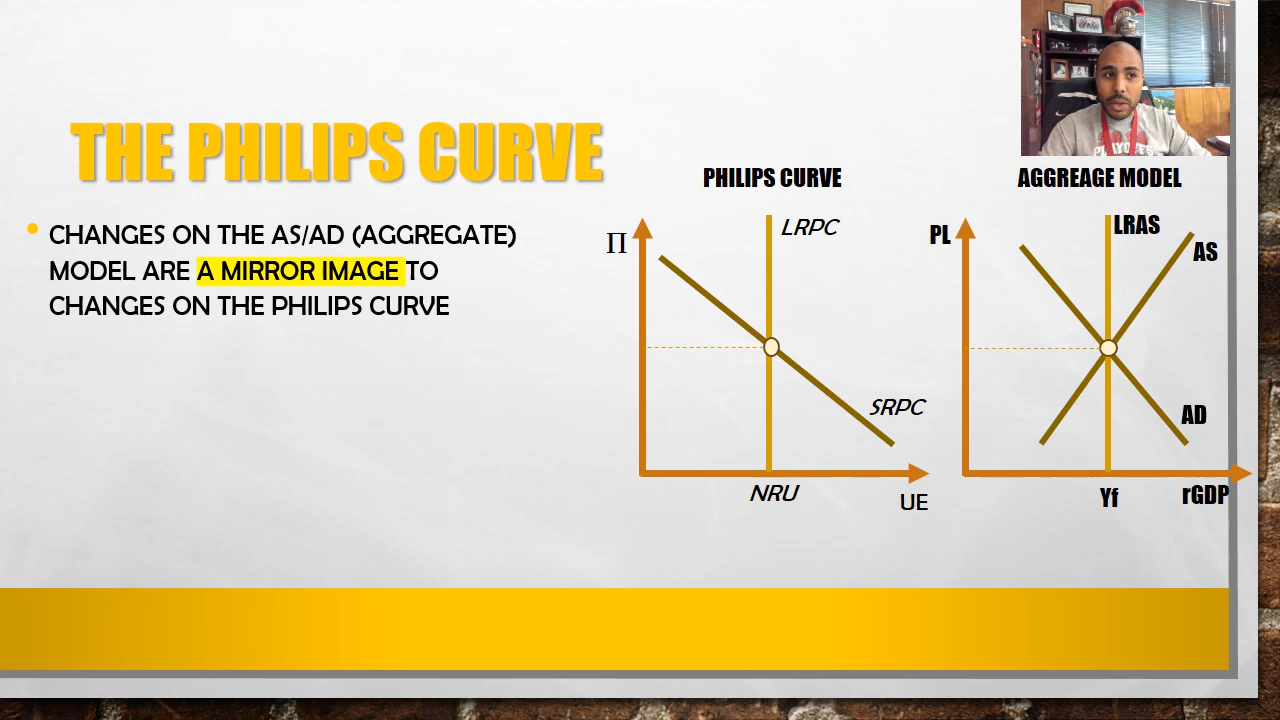 THE PHILIPS CURVE
CHANGES ON THE AS/AD (AGGREGATE)
MODEL ARE A MIRROR IMAGE TO
CHANGES ON THE PHILIPS CURVE
PHILIPS CURVE
Π
LRPC
SRPC
NRU
UE
AGGREAGE MODEL
PL
LRAS
AS
AD
Yf
rGDP
PLAYOFFS